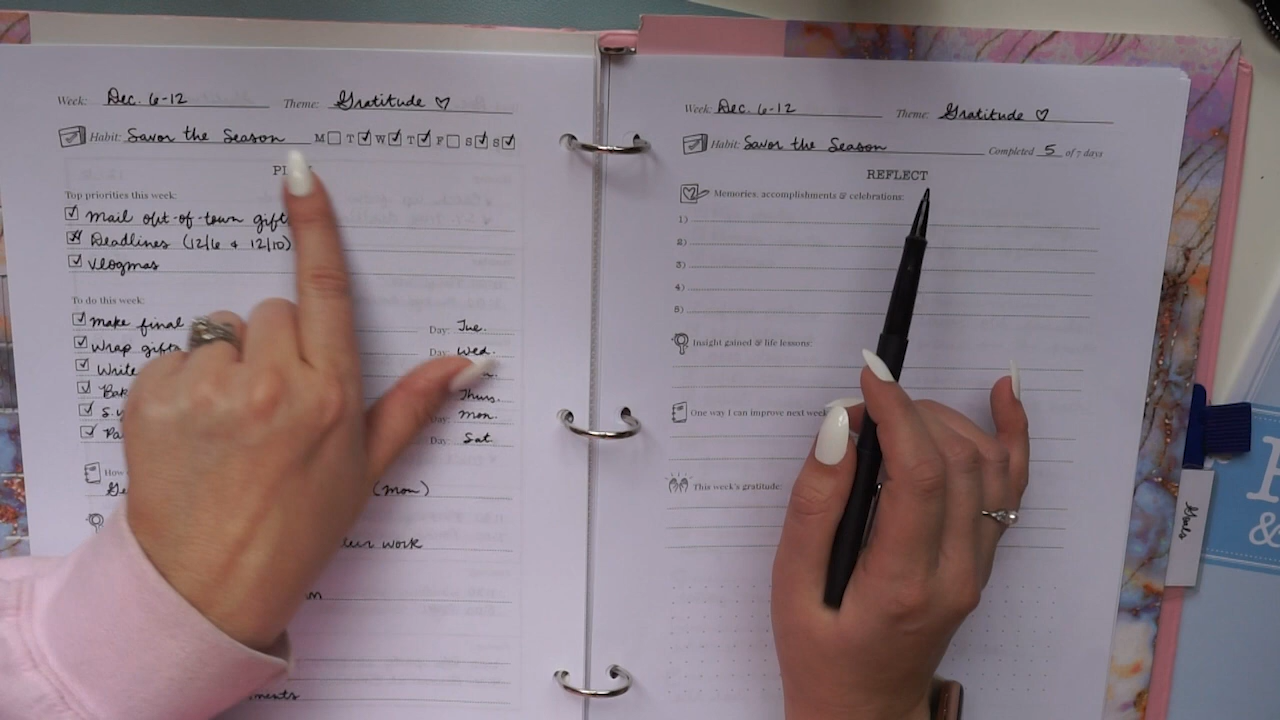 Week: Dec. 6-12 Theme: Gratitude ♡
Habit: Savor the Season M T W T F S S
Top priorities this week:
Mail out-of-town gift
Deadlines (12/6 & 12/10)
Vlogmas
To do this week:
Make final Day: Tue.
Wrap gifts Day: Wed.
Write
Thurs.
Day: Mon.
Day: Sat.
How
(Mon)
work
Week: Dec. 6-12 Theme: Gratitude ♡
Habit: Savor the Season Completed 5 of 7 days
REFLECT
Memories, accomplishments & celebrations:
1)
2)
3)
4)
5)
Insight gained & life lessons:
One way I can improve next week
This week's gratitude:
Goals
&